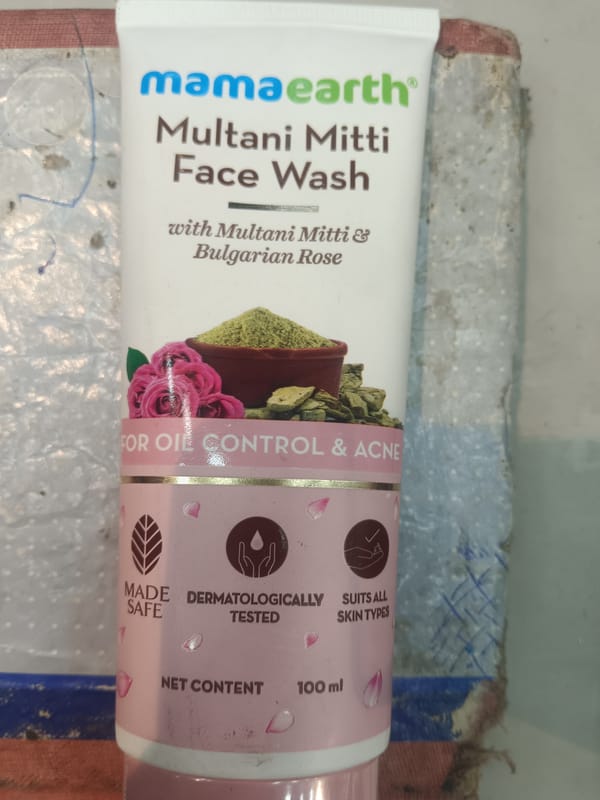 mamaearth®
Multani Mitti
Face Wash
with Multani Mitti &
Bulgarian Rose
FOR OIL CONTROL & ACNE
MADE
SAFE
DERMATOLOGICALLY
TESTED
SUITS ALL
SKIN TYPES
NET CONTENT 100 ml